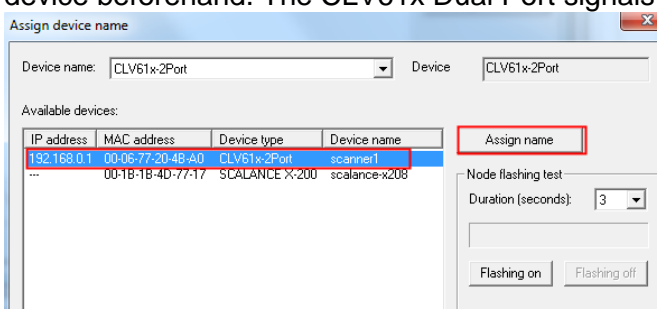 device beforehand. The CLV61x Dual Port signals
Assign device name
Device name: CLV61x-2Port Device CLV61x-2Port
Available devices:
IP address MAC address Device type Device name Assign name
192.168.0.1 00-06-77-20-4B-A0 CLV61x-2Port scanner1
--- 00-1B-1B-4D-77-17 SCALANCE X-200 scalance-x208 Node flashing test
Duration (seconds): 3
Flashing on Flashing off